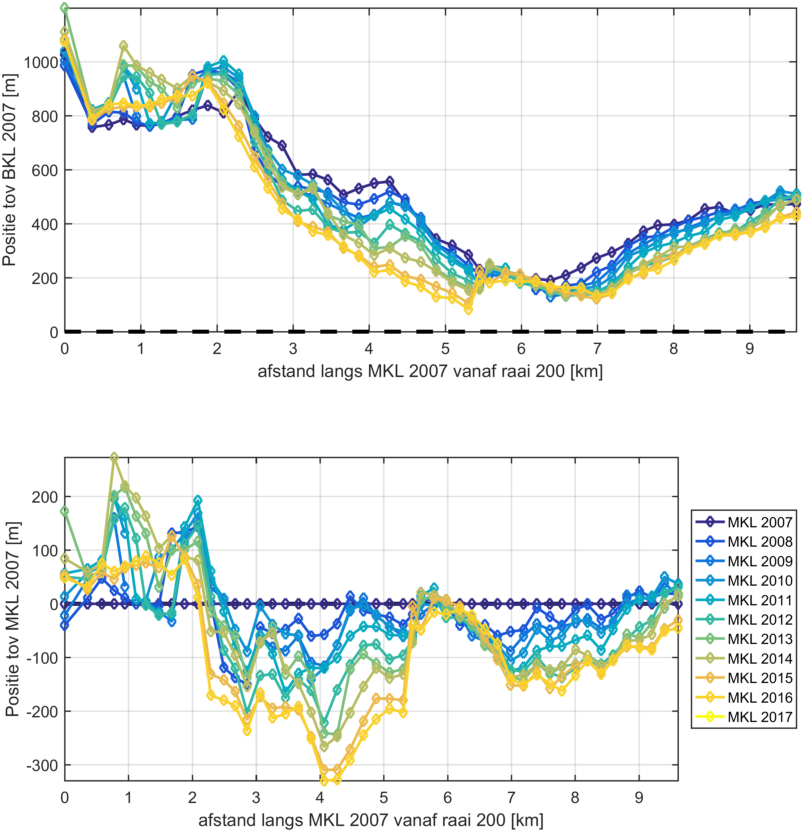 Positie tov BKL 2007 [m]
1000
800
600
400
200
0
0 1 2 3 4 5 6 7 8 9
afstand langs MKL 2007 vanaf raai 200 [km]
Positie tov MKL 2007 [m]
200
100
0
-100
-200
-300
0 1 2 3 4 5 6 7 8 9
afstand langs MKL 2007 vanaf raai 200 [km]
MKL 2007
MKL 2008
MKL 2009
MKL 2010
MKL 2011
MKL 2012
MKL 2013
MKL 2014
MKL 2015
MKL 2016
MKL 2017